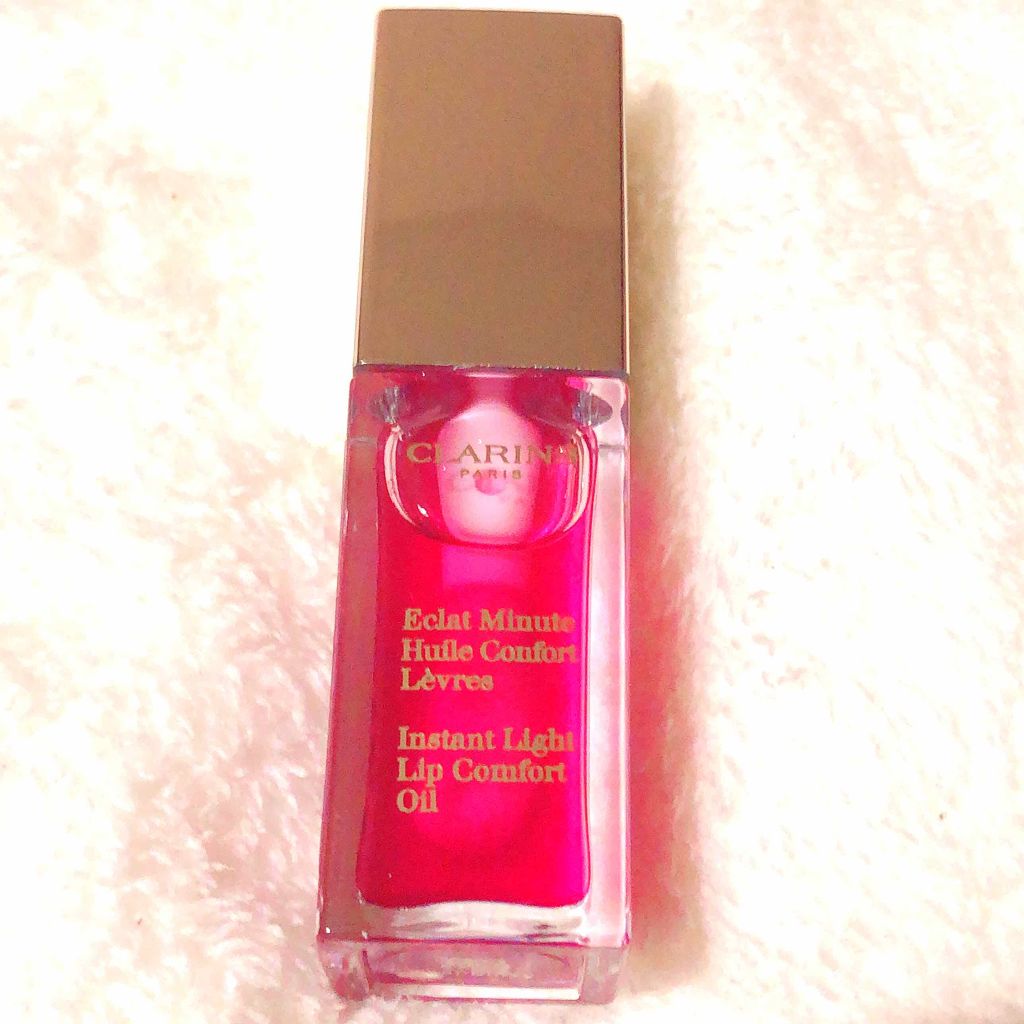 CLARINS
PARIS
Eclat Minute
Huile Confort
Lèvres
Instant Light
Lip Comfort
Oil